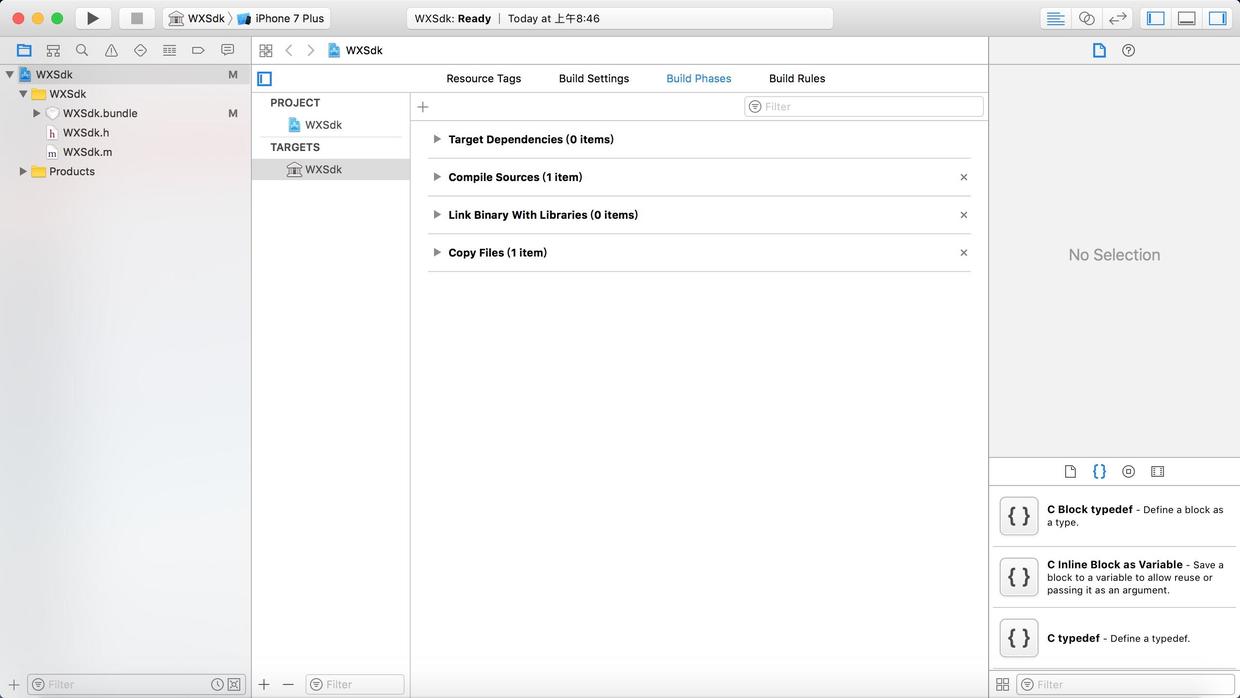 WXSdk 〉 iPhone 7 Plus
WXSdk: Ready | Today at 上午8:46
WXSdk
WXSdk M
WXSdk
WXSdk.bundle M
h WXSdk.h
m WXSdk.m
Products
Resource Tags Build Settings Build Phases Build Rules
PROJECT
WXSdk
TARGETS
WXSdk
Filter
Target Dependencies (0 items)
Compile Sources (1 item)
Link Binary With Libraries (0 items)
Copy Files (1 item)
No Selection
{ } C Block typedef - Define a block as
a type.
{ } C Inline Block as Variable - Save a
block to a variable to allow reuse or
passing it as an argument.
{ } C typedef - Define a typedef.
Filter
Filter
Filter